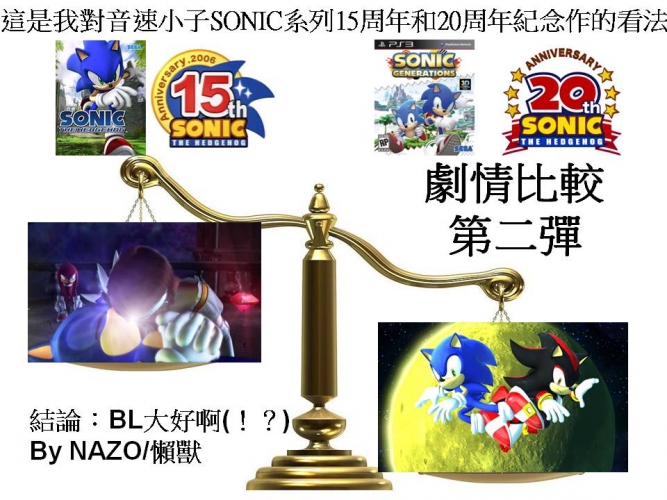 這是我對音速小子SONIC系列15周年和20周年紀念作的看法
SEGA
SONIC
THE HEDGEHOG
Anniversary.2006
15th
SONIC
THE HEDGEHOG
PS3
SONIC
GENERATIONS
3D
RP
SEGA
ANNIVERSARY
20th
SONIC
THE HEDGEHOG
劇情比較
第二彈
結論：BL大好啊(！？)
By NAZO/懶獸